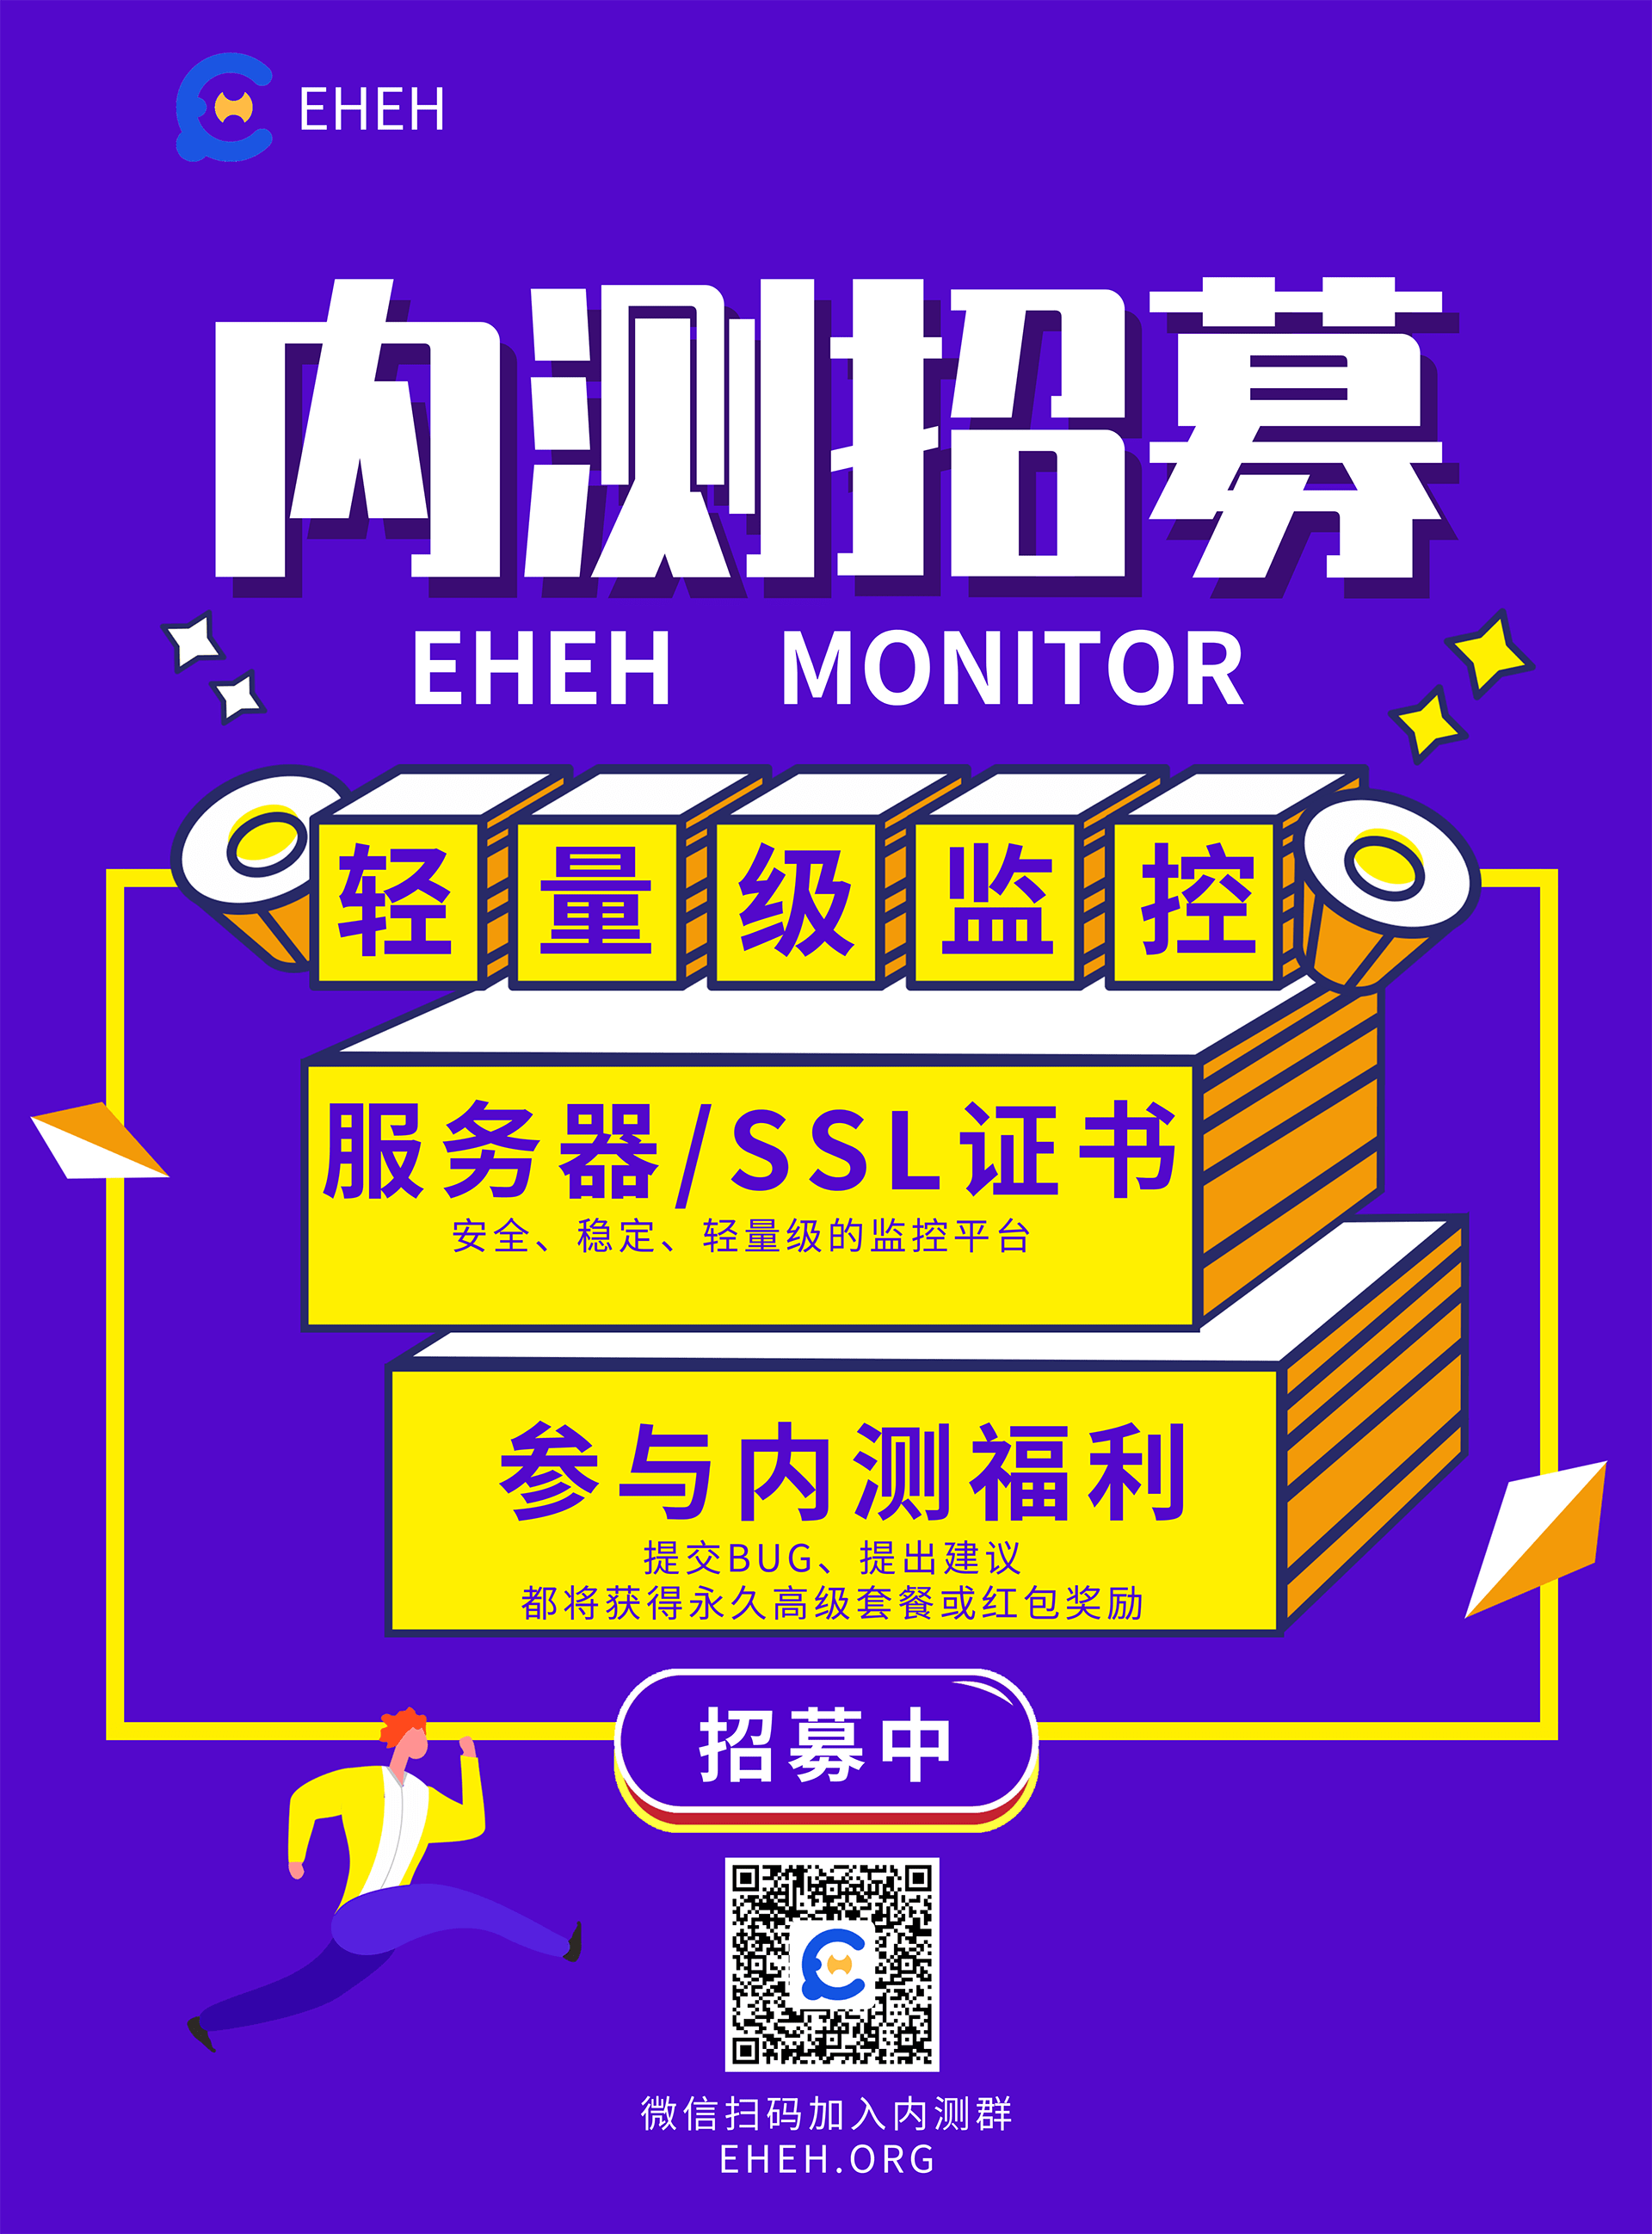 EHEH
内测招募
EHEH MONITOR
轻量级监控
服务器/SSL证书
安全、稳定、轻量级的监控平台
参与内测福利
提交BUG、提出建议
都将获得永久高级套餐或红包奖励
招募中
微信扫码加入内测群
EHEH.ORG